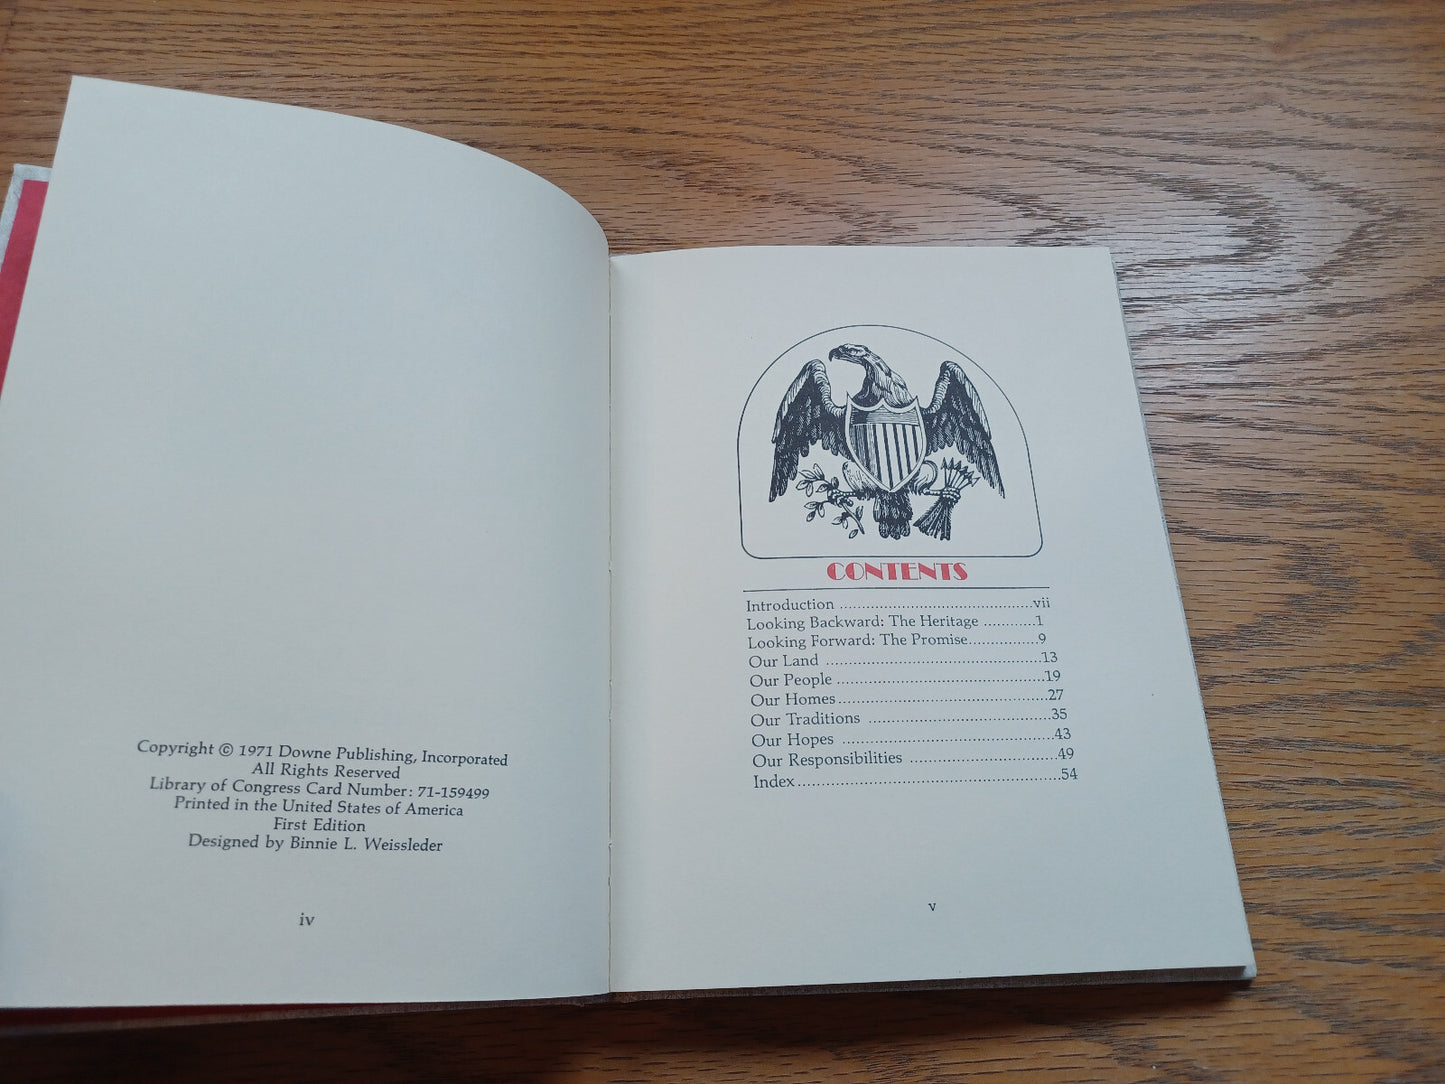 Copyright © 1971 Downe Publishing, Incorporated
All Rights Reserved
Library of Congress Card Number: 71-159499
Printed in the United States of America
First Edition
Designed by Binnie L. Weissleder
iv
CONTENTS
Introduction ............................................vii
Looking Backward: The Heritage ............1
Looking Forward: The Promise................9
Our Land .................................................13
Our People ...............................................19
Our Homes................................................27
Our Traditions .........................................35
Our Hopes ................................................43
Our Responsibilities .................................49
Index............................................................54
v